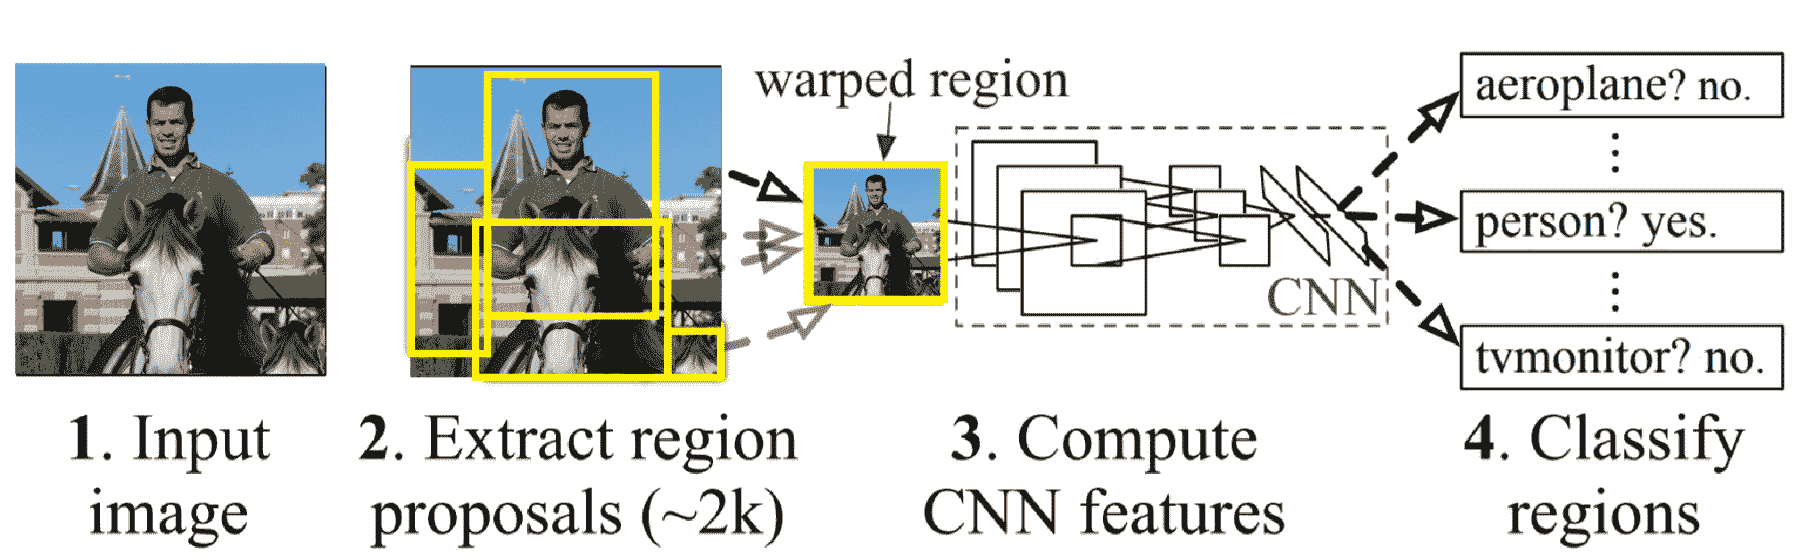 warped region
aeroplane? no.
person? yes.
CNN
tvmonitor? no.
1. Input
image
2. Extract region
proposals (~2k)
3. Compute
CNN features
4. Classify
regions